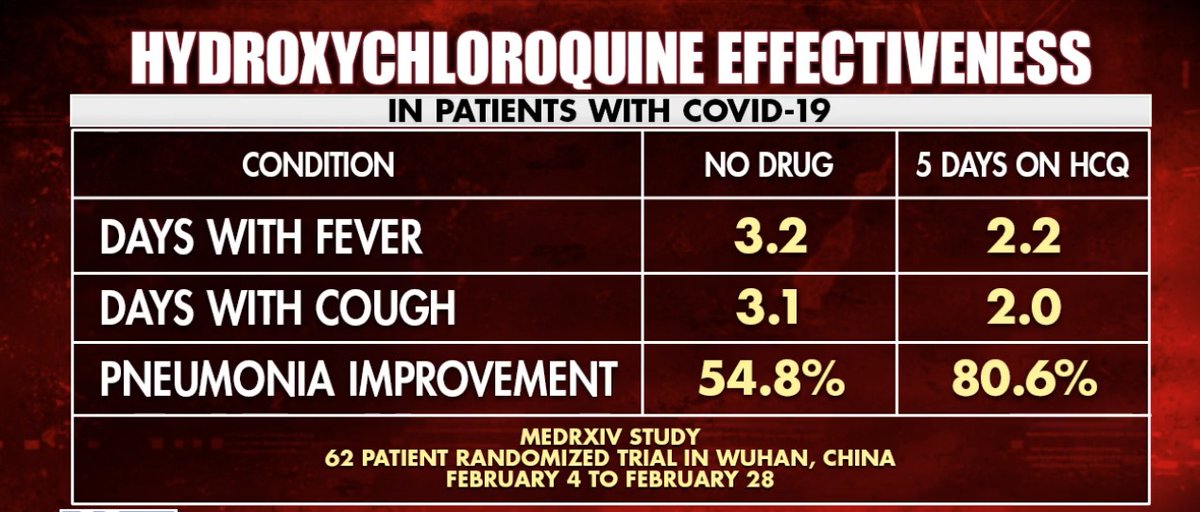 HYDROXYCHLOROQUINE EFFECTIVENESS
IN PATIENTS WITH COVID-19
CONDITION NO DRUG 5 DAYS ON HCQ
DAYS WITH FEVER 3.2 2.2
DAYS WITH COUGH 3.1 2.0
PNEUMONIA IMPROVEMENT 54.8% 80.6%
MEDRXIV STUDY
62 PATIENT RANDOMIZED TRIAL IN WUHAN, CHINA
FEBRUARY 4 TO FEBRUARY 28